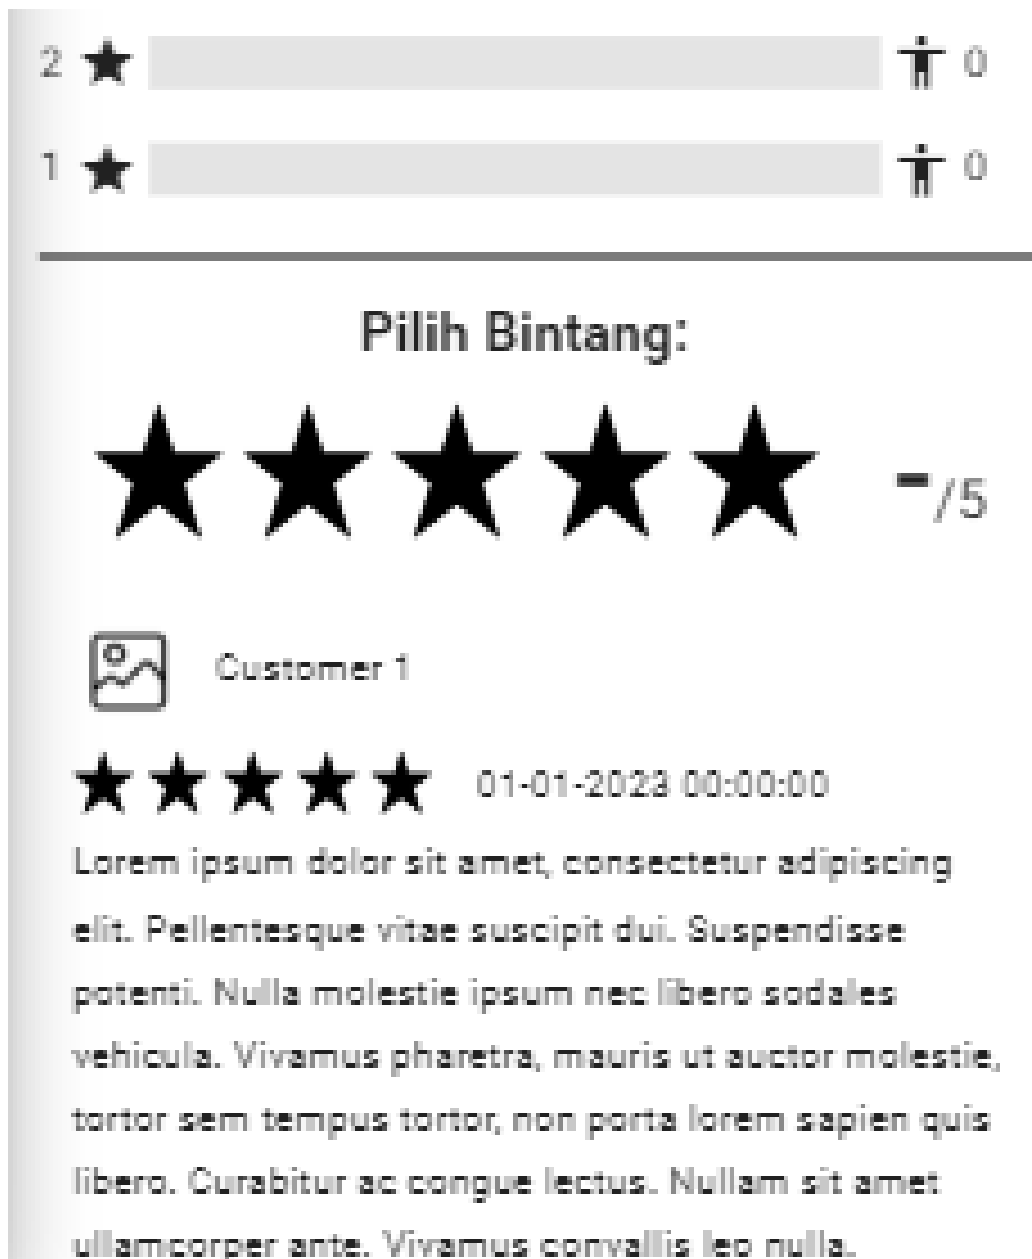 2 0
1 0
Pilih Bintang:
-/5
Customer 1
01-01-2023 00:00:00
Lorem ipsum dolor sit amet, consectetur adipiscing
elit. Pellentesque vitae suscipit dui. Suspendisse
potenti. Nulla molestie ipsum nec libero sodales
vehicula. Vivamus pharetra, mauris ut auctor molestie,
tortor sem tempus tortor, non porta lorem sapien quis
libero. Curabitur ac congue lectus. Nullam sit amet
ullamcorper ante. Vivamus convallis leo nulla,